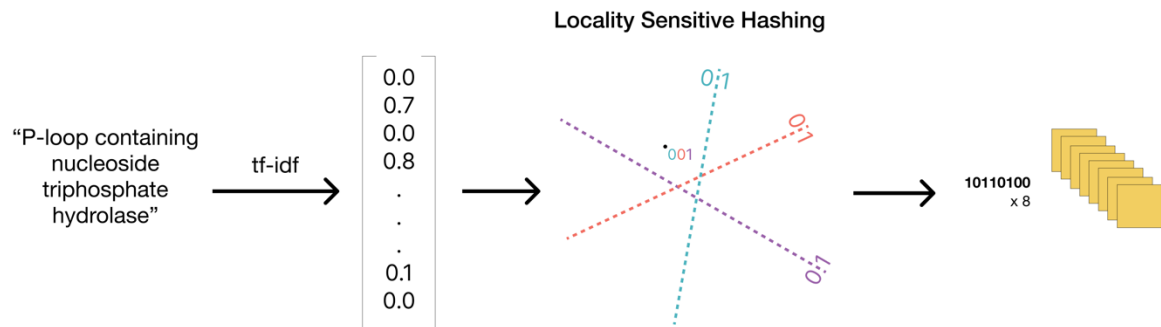 Locality Sensitive Hashing
“P-loop containing
nucleoside
triphosphate
hydrolase”
tf-idf
0.0
0.7
0.0
0.8
.
.
.
0.1
0.0
0:1
0:1
001
0:1
10110100
x 8